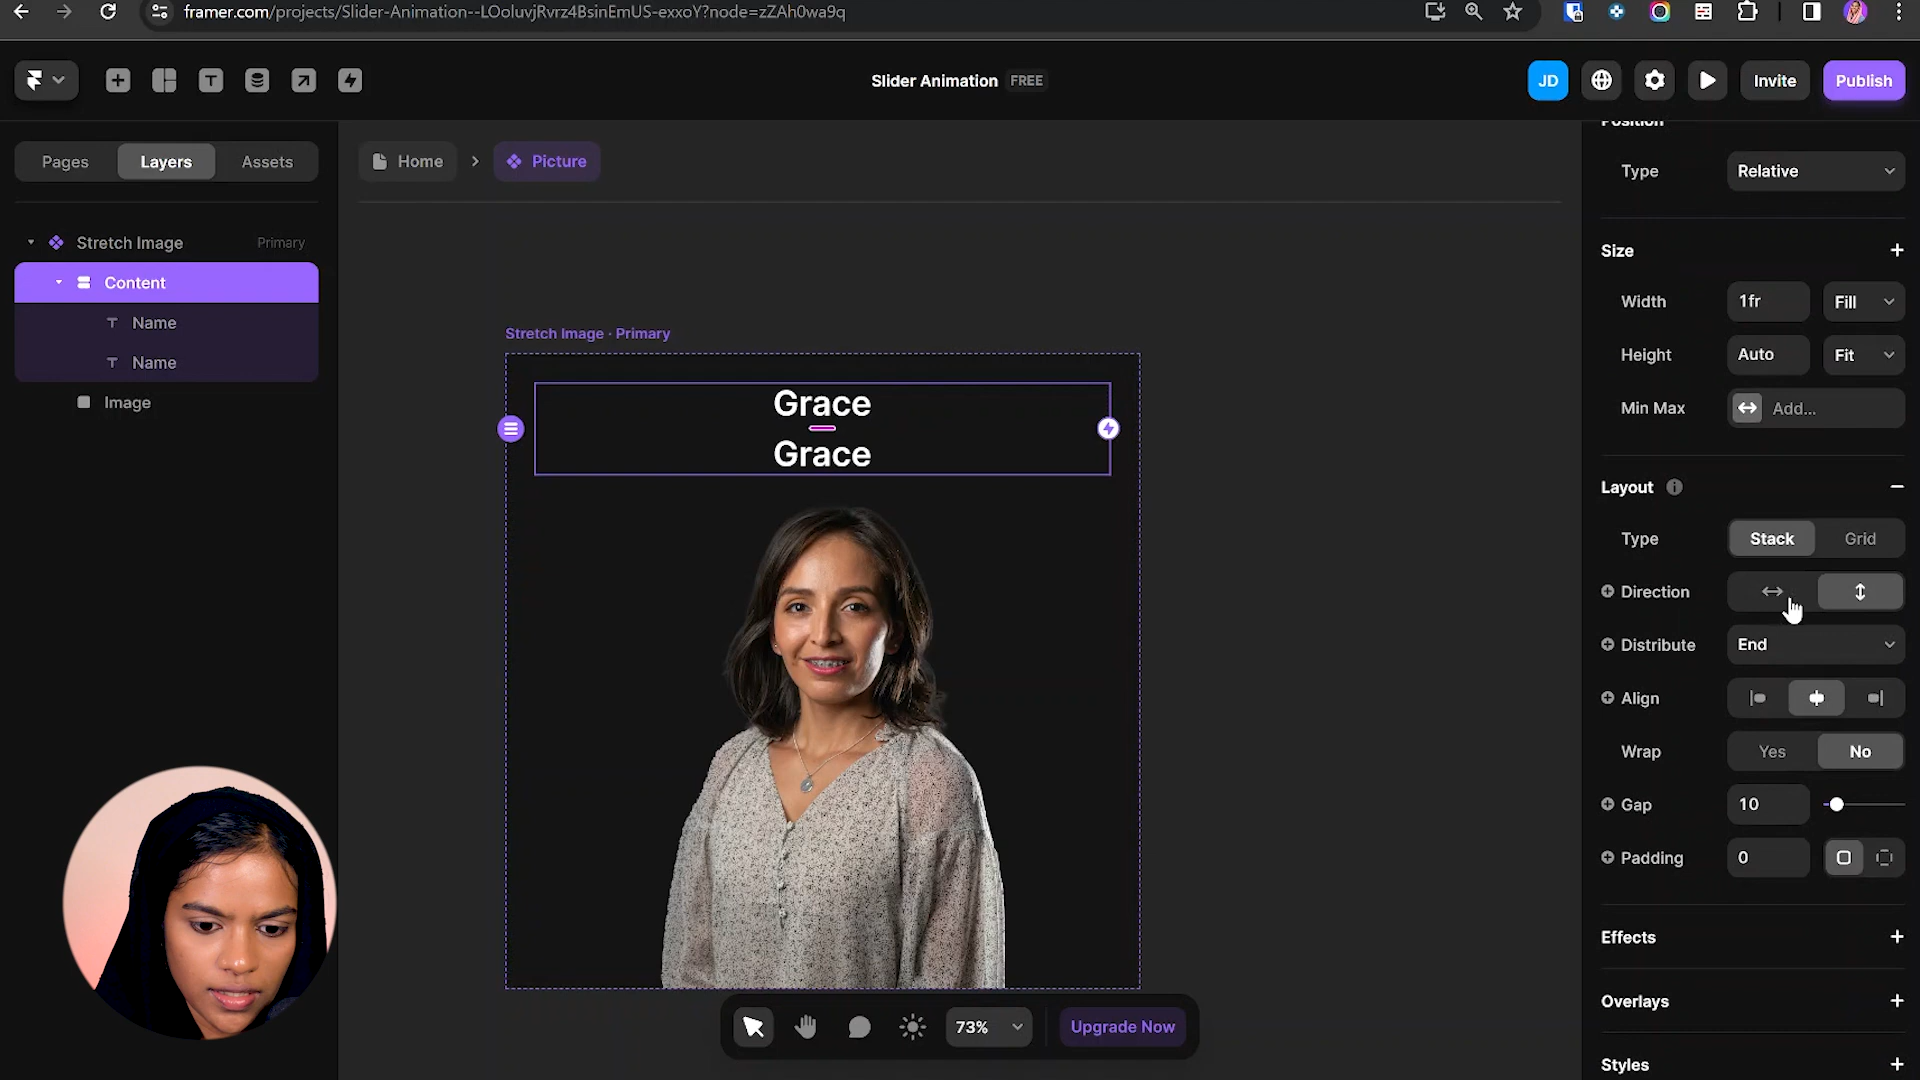 framer.com/projects/Slider-Animation--LOoluvjRvrz4BsinEmUS-exxoY?node=zZAh0wa9q
Slider Animation FREE
JD
Invite
Publish
Pages
Layers
Assets
Home
Picture
Stretch Image
Primary
Content
Name
Name
Image
Stretch Image · Primary
Grace
Grace
73%
Upgrade Now
Position
Type
Relative
Size
Width
1fr
Fill
Height
Auto
Fit
Min Max
Add...
Layout
Type
Stack
Grid
Direction
Distribute
End
Align
Wrap
Yes
No
Gap
10
Padding
0
Effects
Overlays
Styles